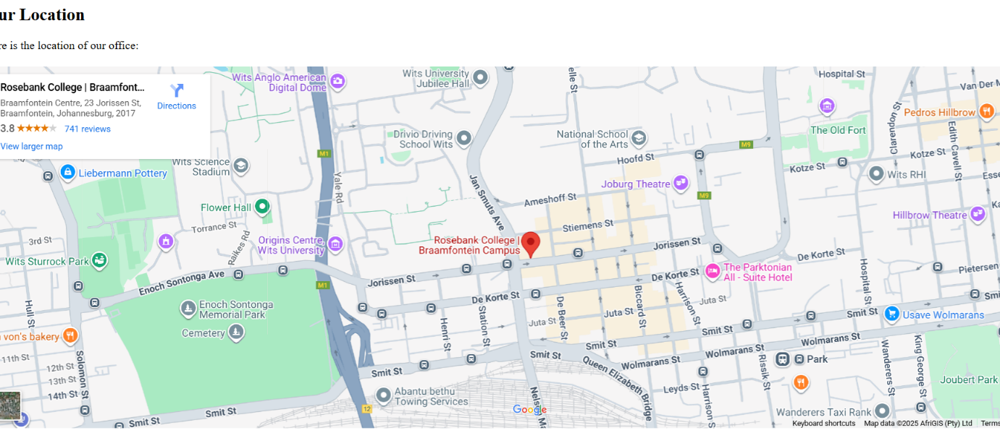 ur Location
re is the location of our office:
Rosebank College | Braamfont...
Braamfontein Centre, 23 Jorissen St,
Braamfontein, Johannesburg, 2017
3.8
741 reviews
View larger map
Directions
Wits Anglo American
Digital Dome
Wits University
Jubilee Hall
elle St
Hospital St
Van Der M
Pedros Hillbrow
Clarendon St
Edith Cavell St
The Old Fort
Drivio Driving
School Wits
National School
of the Arts
M9
Hoofd St
Kotze St
Kotze St
M1
Wits Science
Stadium
Liebermann Pottery
Yale Rd
Jan Smuts Ave
Joburg Theatre
Wits RHI
Esse
M9
Ameshoff St
Flower Hall
Ka
Hillbrow Theatre
Torrance St
Stiemens St
3rd St
Raikes Rd
Origins Centre,
Wits University
Rosebank College |
Braamfontein Campus
Jorissen St
De Korte St
Wits Sturrock Park
Enoch Sontonga Ave
M1
Jorissen St
De Korte St
The Parktonian
All - Suite Hotel
Hospital St
Pietersen
De Korte St
Smi
Hull St
Enoch Sontonga
Memorial Park
Henri St
Station St
De Beer St
Biccard St
Harrison St
Juta St
Juta St
Juta St
Smit St
Usave Wolmarans
von's bakery
Cemetery
Smit St
Wolmarans St
11th St
Solomon St
Smit St
Smit St
Wolmarans St
Wolmarans St
Queen Elizabeth Bridge
Rissik St
Park
Wanderers St
King George St
12th St
13th St
14th St
Smit St
Joubert Park
Leyds St
Harrison S
Nelson Ma
Abantu bethu
Towing Services
12
Smit St
Smit St
Google
Wanderers Taxi Rank
Keyboard shortcuts
Map data ©2025 AfriGIS (Pty) Ltd
Terms